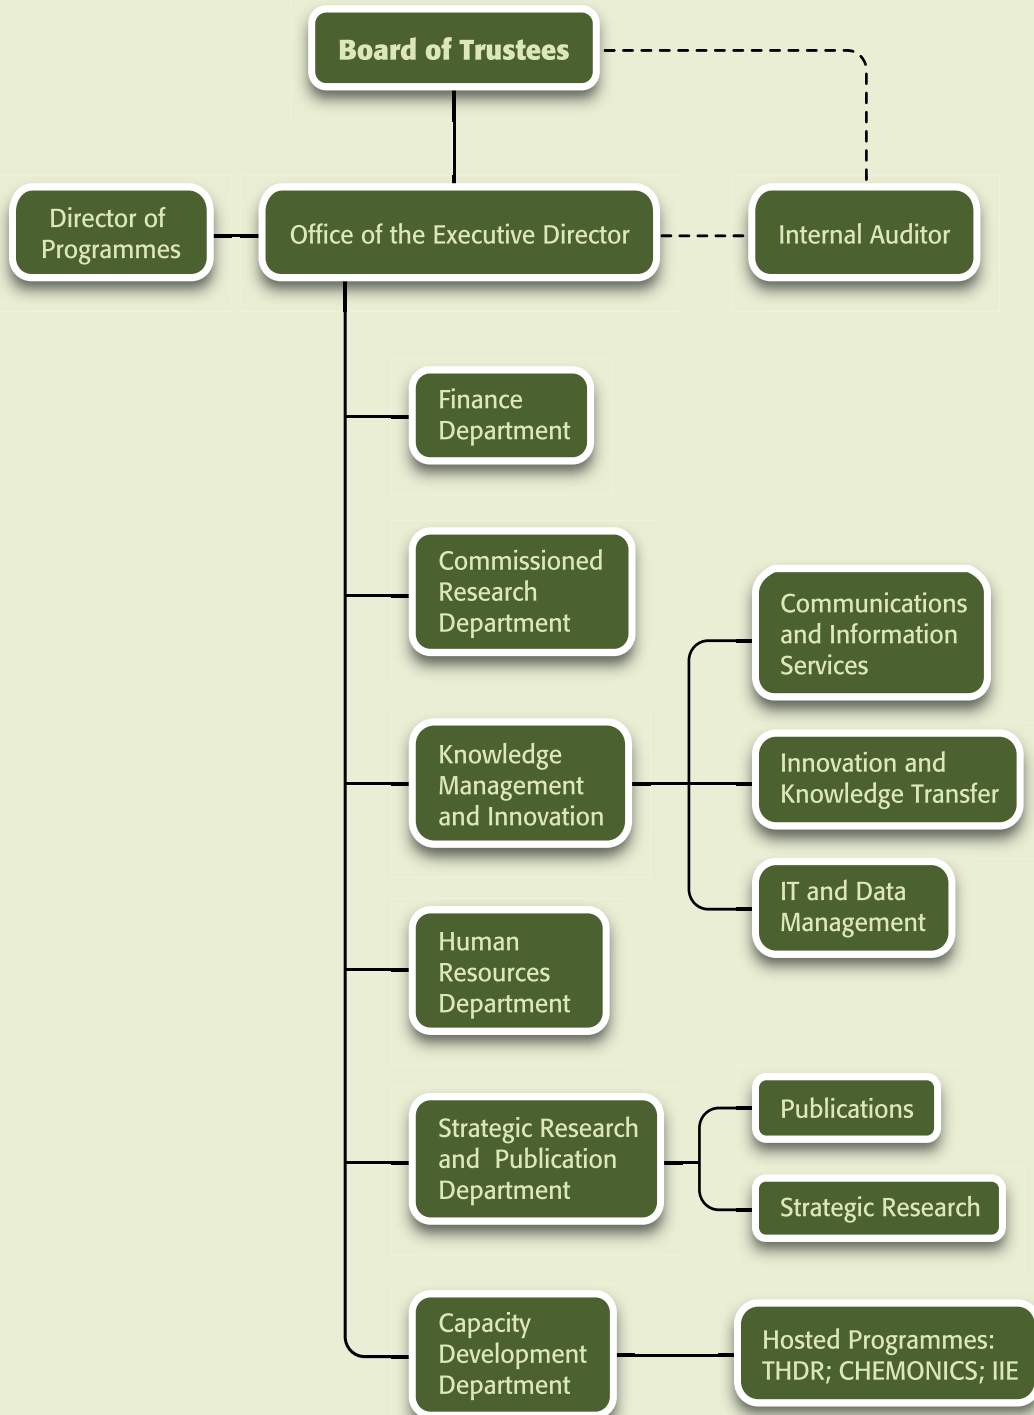 Board of Trustees
Director of
Programmes
Office of the Executive Director
Internal Auditor
Finance
Department
Commissioned
Research
Department
Communications
and Information
Services
Knowledge
Management
and Innovation
Innovation and
Knowledge Transfer
IT and Data
Management
Human
Resources
Department
Strategic Research
and  Publication
Department
Publications
Strategic Research
Capacity
Development
Department
Hosted Programmes:
THDR; CHEMONICS; IIE